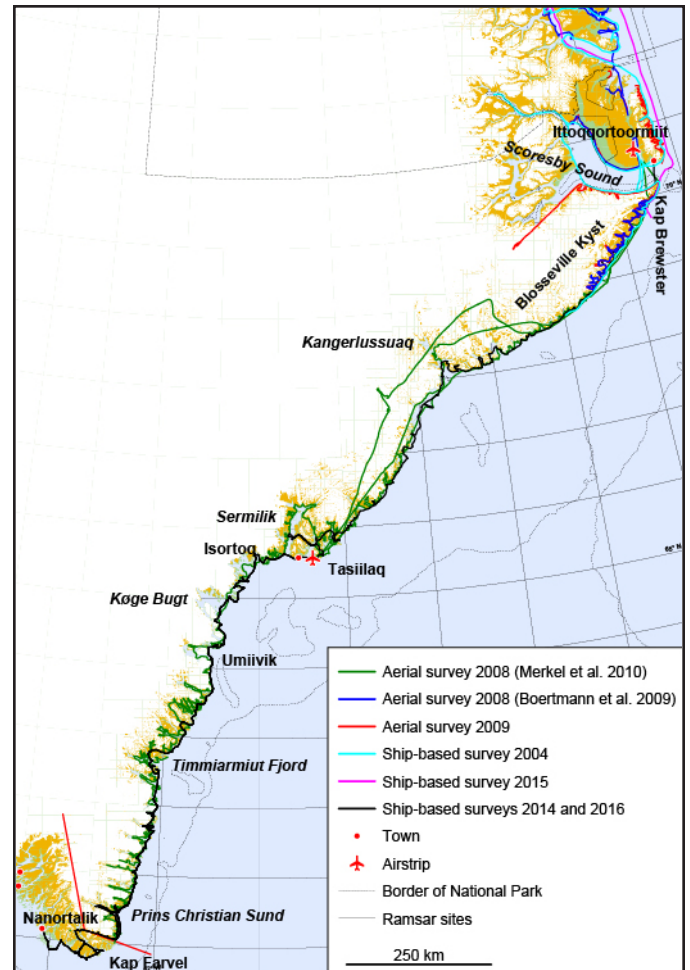 Ittoqqortoormiit
Scoresby Sound
70° N
Kap Brewster
Blosseville Kyst
Kangerlussuaq
Sermilik
Isortoq
Tasiilaq
65° N
Køge Bugt
Umiivik
Timmiarmiut Fjord
Nanortalik
Prins Christian Sund
Kap Farvel
Aerial survey 2008 (Merkel et al. 2010)
Aerial survey 2008 (Boertmann et al. 2009)
Aerial survey 2009
Ship-based survey 2004
Ship-based survey 2015
Ship-based surveys 2014 and 2016
Town
Airstrip
Border of National Park
Ramsar sites
250 km